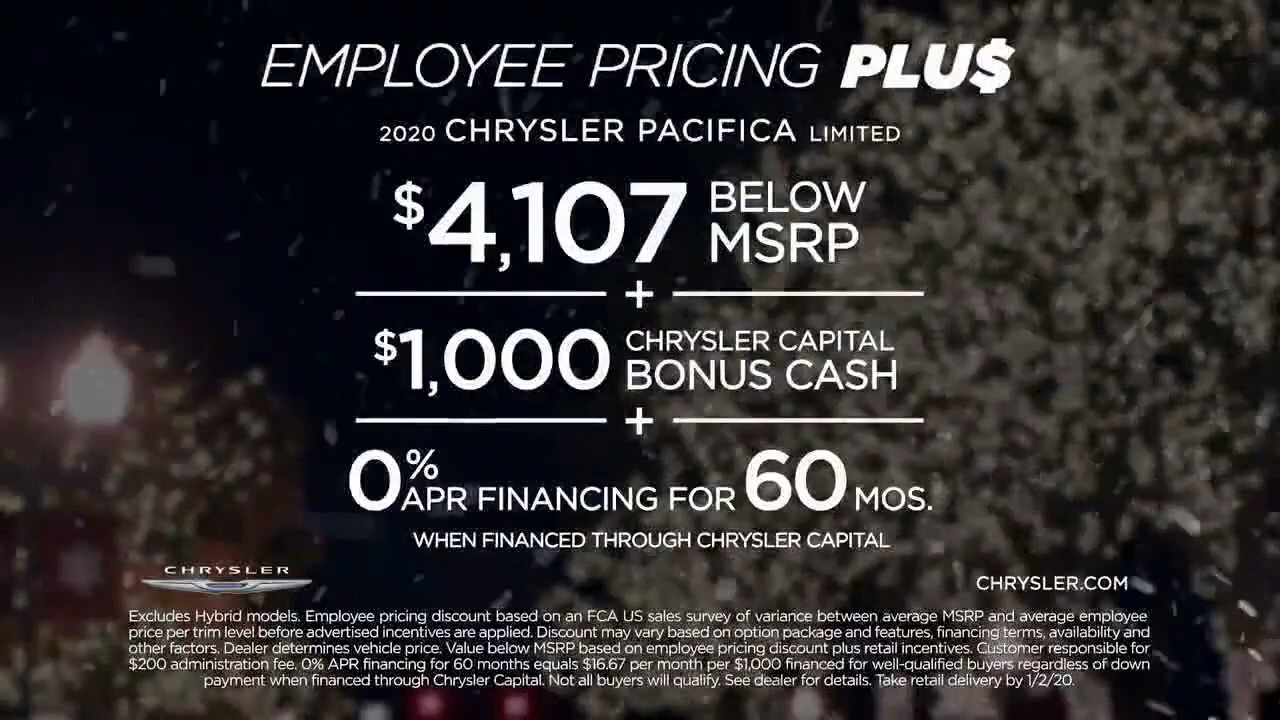 EMPLOYEE PRICING PLU$
2020 CHRYSLER PACIFICA LIMITED
$4,107 BELOW MSRP
+
$1,000 CHRYSLER CAPITAL BONUS CASH
+
0% APR FINANCING FOR 60 MOS.
WHEN FINANCED THROUGH CHRYSLER CAPITAL
CHRYSLER
CHRYSLER.COM
Excludes Hybrid models. Employee pricing discount based on an FCA US sales survey of variance between average MSRP and average employee
price per trim level before advertised incentives are applied. Discount may vary based on option package and features, financing terms, availability and
other factors. Dealer determines vehicle price. Value below MSRP based on employee pricing discount plus retail incentives. Customer responsible for
$200 administration fee. 0% APR financing for 60 months equals $16.67 per month per $1,000 financed for well-qualified buyers regardless of down
payment when financed through Chrysler Capital. Not all buyers will qualify. See dealer for details. Take retail delivery by 1/2/20.